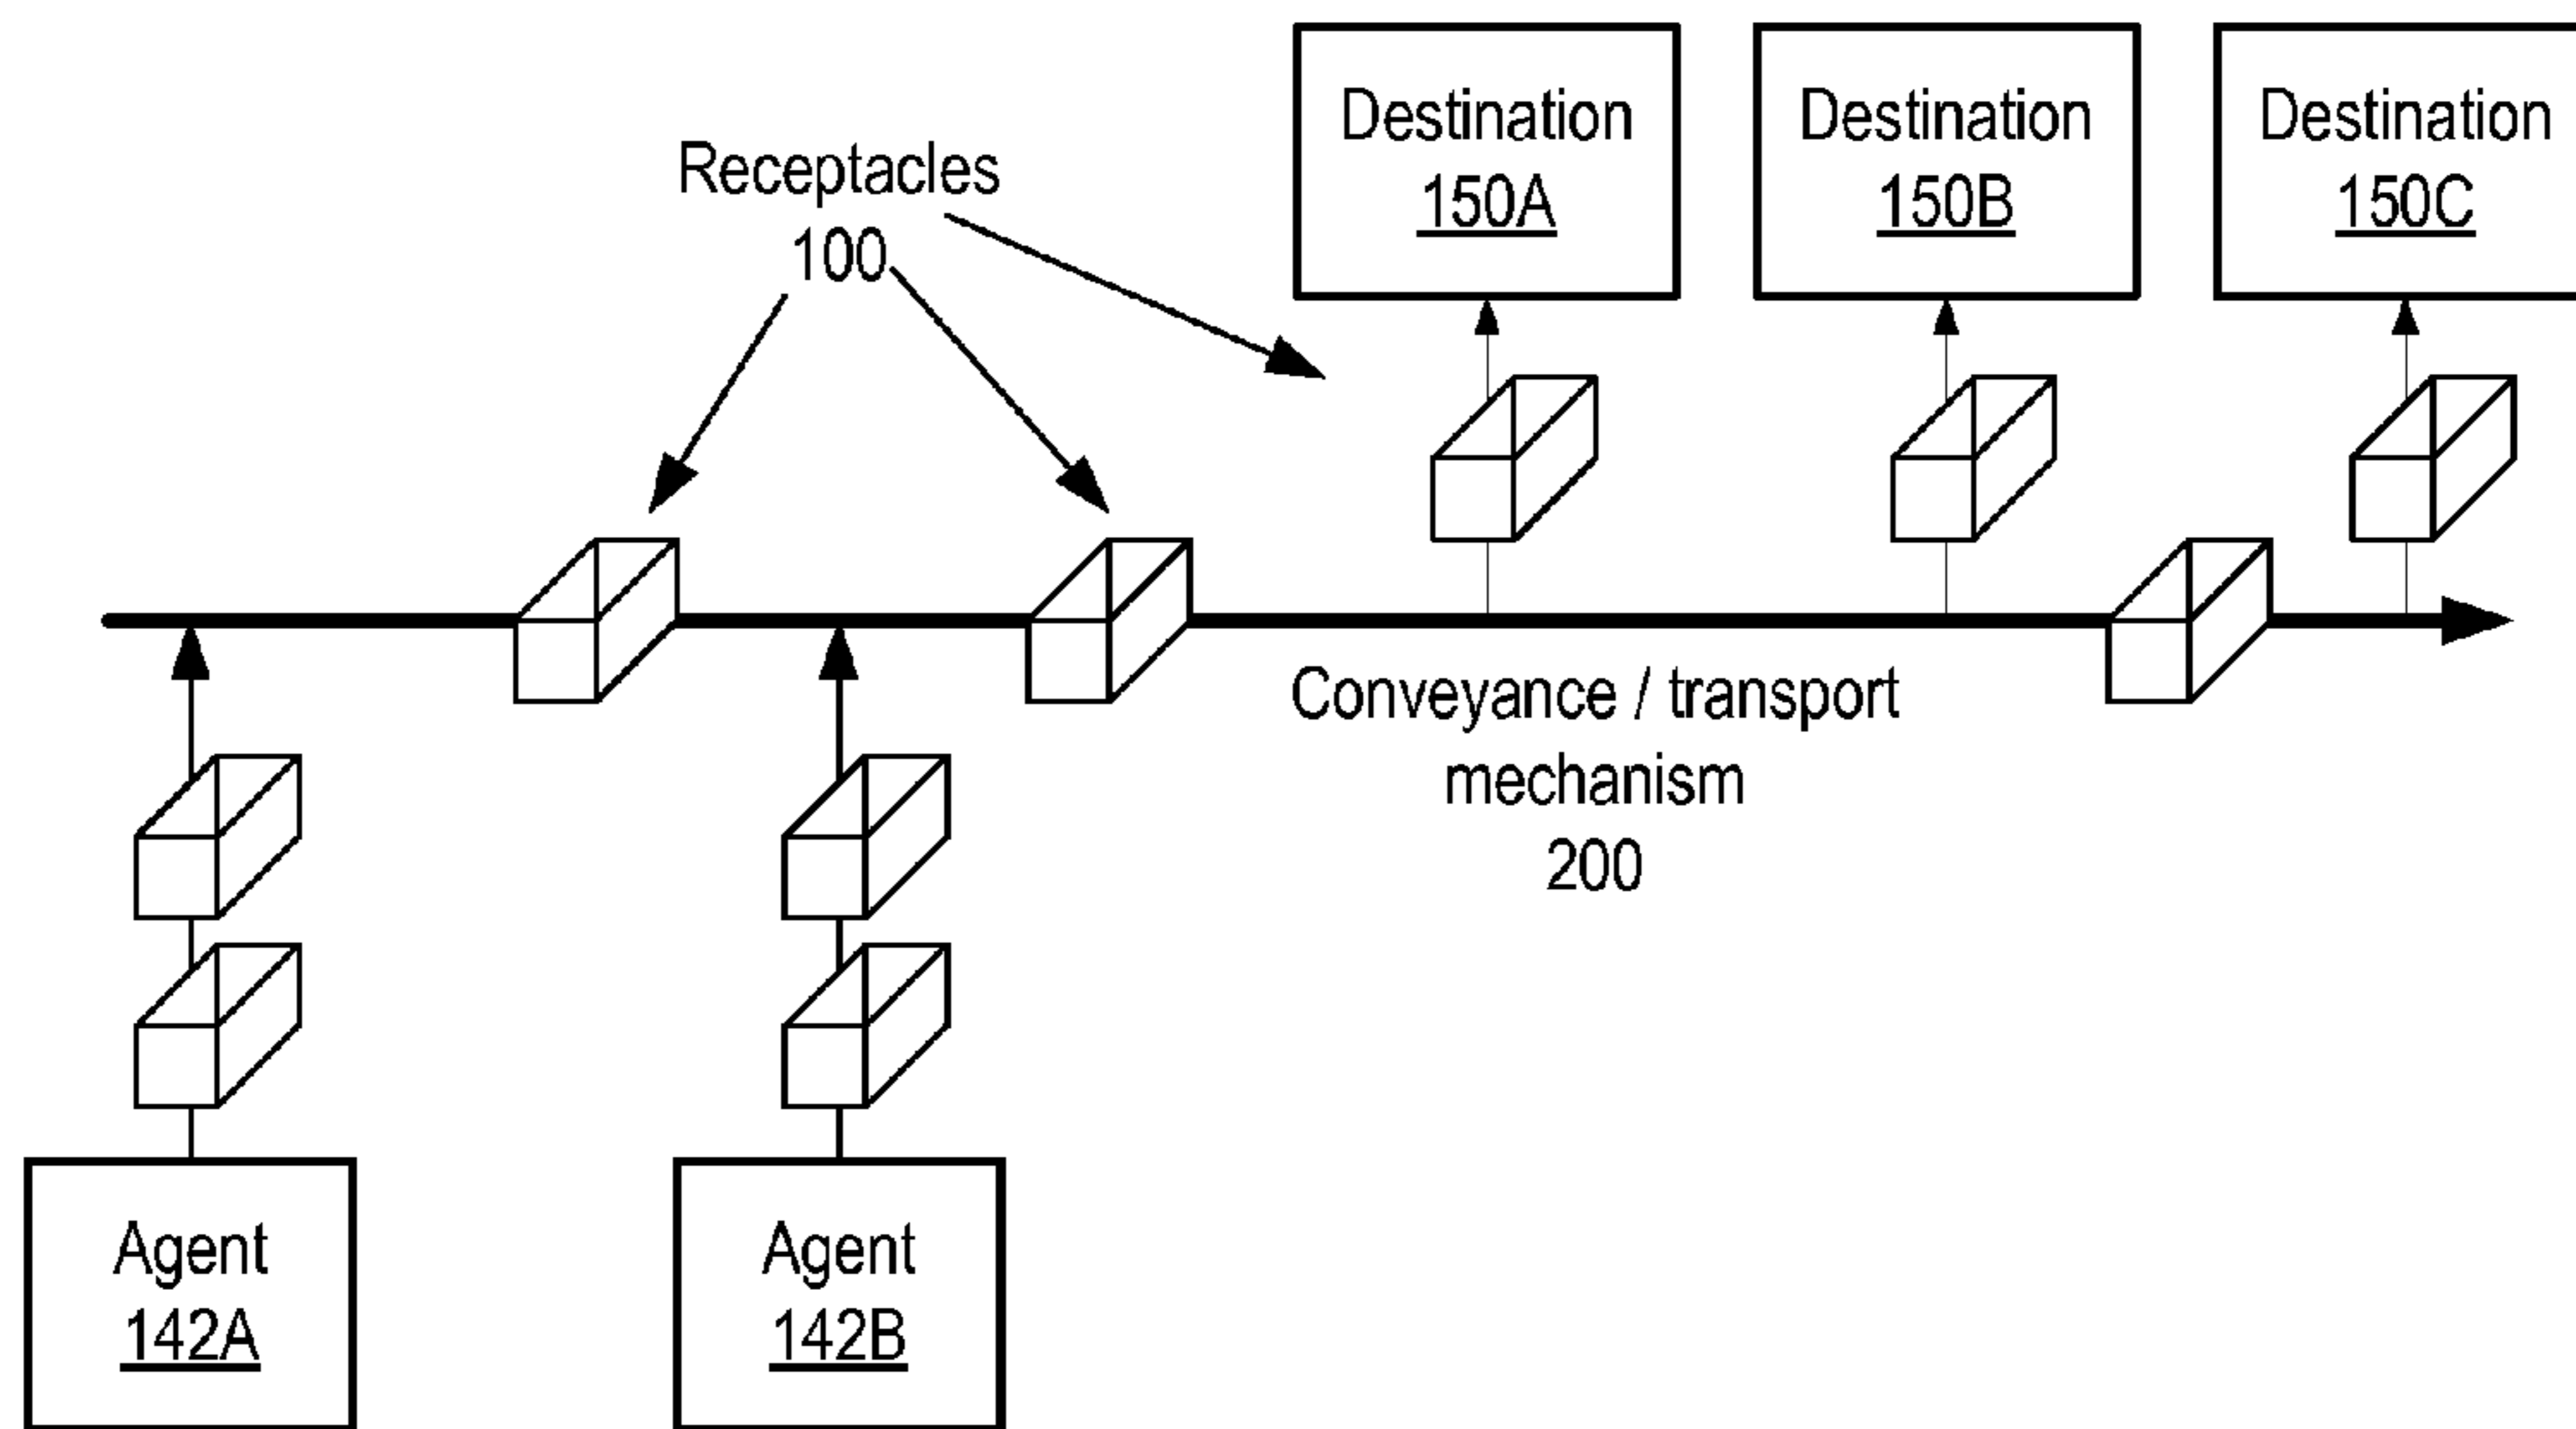 Receptacles
100
Destination
150A
Destination
150B
Destination
150C
Conveyance / transport
mechanism
200
Agent
142A
Agent
142B